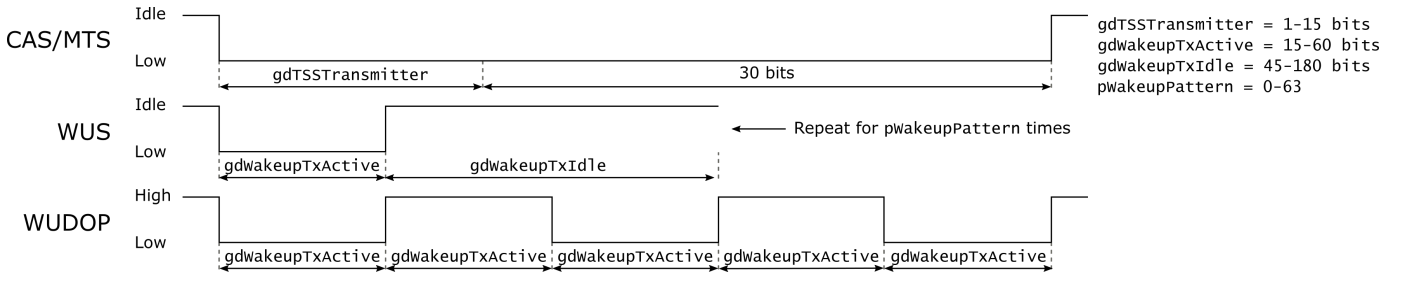 Idle
CAS/MTS
Low
gdTSSTransmitter
30 bits
gdTSSTransmitter = 1-15 bits
gdWakeupTxActive = 15-60 bits
gdWakeupTxIdle = 45-180 bits
pWakeupPattern = 0-63
Idle
WUS
Low
gdWakeupTxActive
gdWakeupTxIdle
Repeat for pWakeupPattern times
High
WUDOP
Low
gdWakeupTxActive gdWakeupTxActive gdWakeupTxActive gdWakeupTxActive gdWakeupTxActive